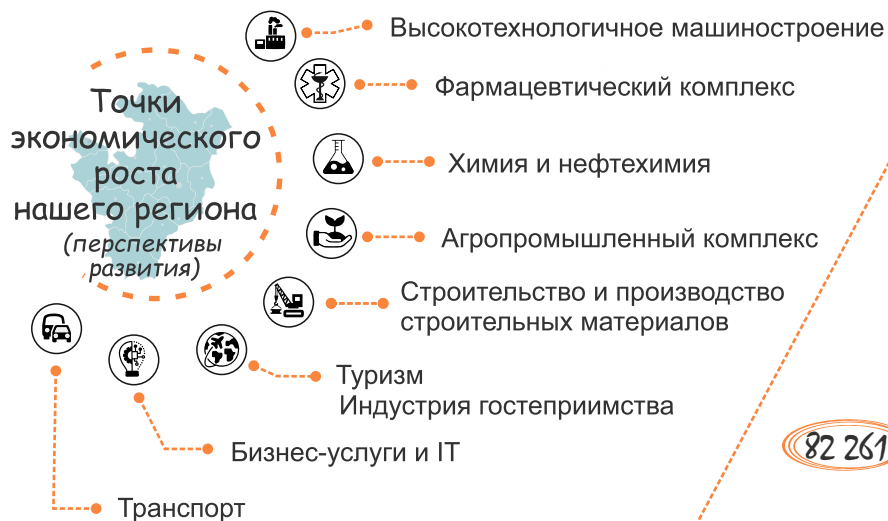 Точки
экономического
роста
нашего региона
(перспективы
развития)
Высокотехнологичное машиностроение
Фармацевтический комплекс
Химия и нефтехимия
Агропромышленный комплекс
Строительство и производство
строительных материалов
Туризм
Индустрия гостеприимства
Бизнес-услуги и IT
Транспорт
82 261